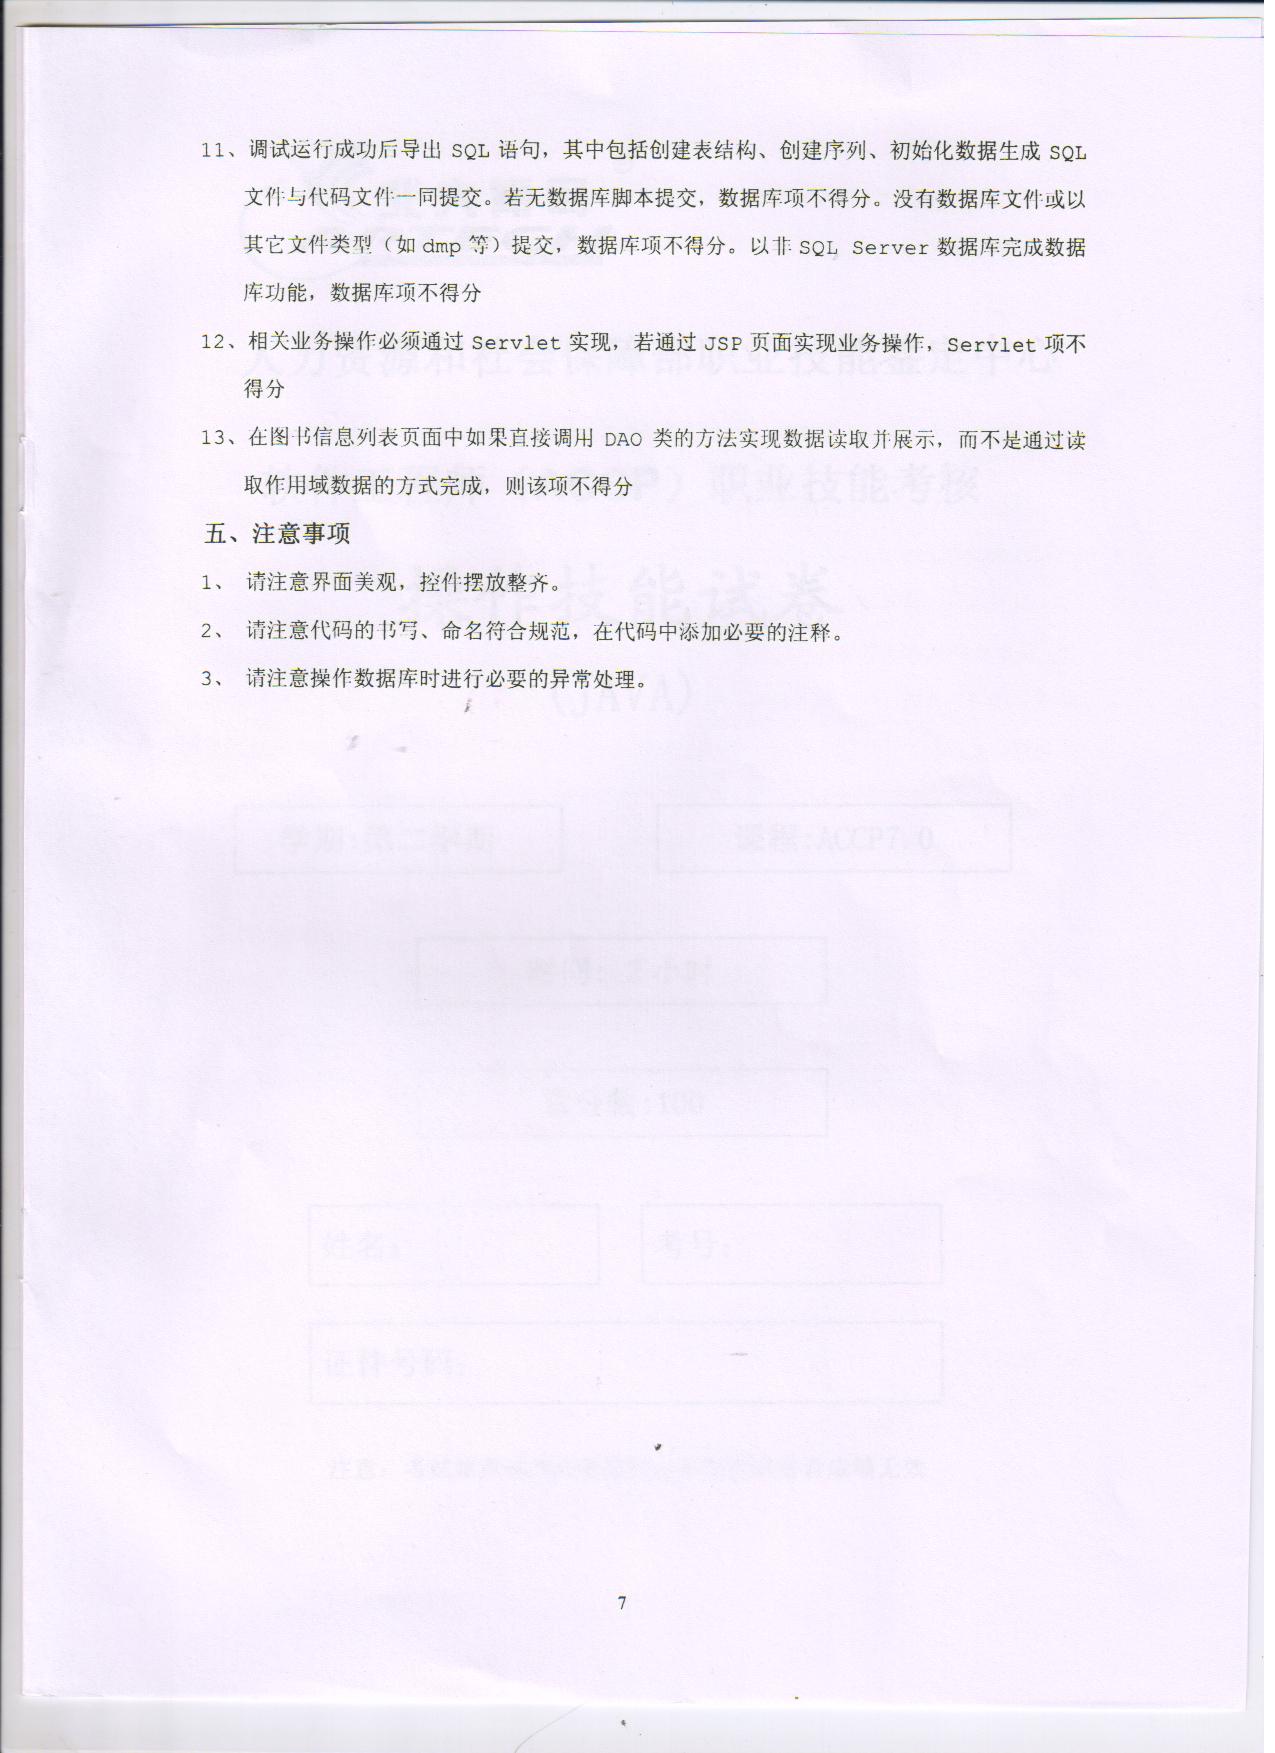 11、调试运行成功后导出 SQL 语句，其中包括创建表结构、创建序列、初始化数据生成 SQL
文件与代码文件一同提交。若无数据库脚本提交，数据库项不得分。没有数据库文件或以
其它文件类型（如 dmp 等）提交，数据库项不得分。以非 SQL Server 数据库完成数据
库功能，数据库项不得分
12、相关业务操作必须通过 Servlet 实现，若通过 JSP 页面实现业务操作，Servlet 项不
得分
13、在图书信息列表页面中如果直接调用 DAO 类的方法实现数据读取并展示，而不是通过读
取作用域数据的方式完成，则该项不得分
五、注意事项
1、 请注意界面美观，控件摆放整齐。
2、 请注意代码的书写、命名符合规范，在代码中添加必要的注释。
3、 请注意操作数据库时进行必要的异常处理。
(JAVA)
课程:ACCP7.0
姓名:
考号:
证件号码:
7